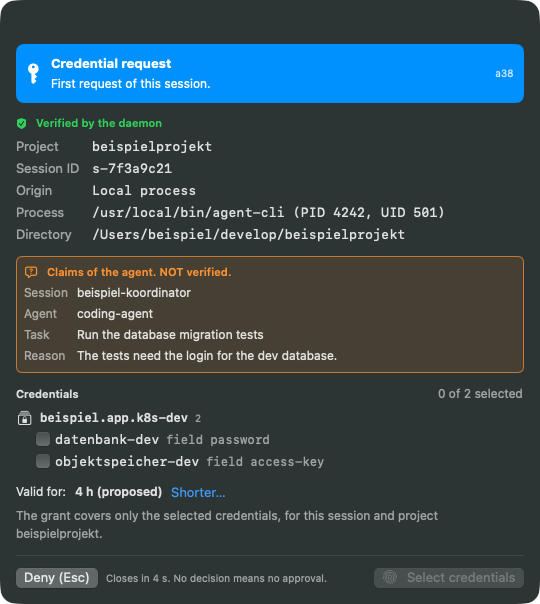 Credential request
First request of this session.
a38
Verified by the daemon
Project beispielprojekt
Session ID s-7f3a9c21
Origin Local process
Process /usr/local/bin/agent-cli (PID 4242, UID 501)
Directory /Users/beispiel/develop/beispielprojekt
Claims of the agent. NOT verified.
Session beispiel-koordinator
Agent coding-agent
Task Run the database migration tests
Reason The tests need the login for the dev database.
Credentials 0 of 2 selected
beispiel.app.k8s-dev 2
datenbank-dev field password
objektspeicher-dev field access-key
Valid for: 4 h (proposed) Shorter...
The grant covers only the selected credentials, for this session and project
beispielprojekt.
Deny (Esc) Closes in 4 s. No decision means no approval. Select credentials